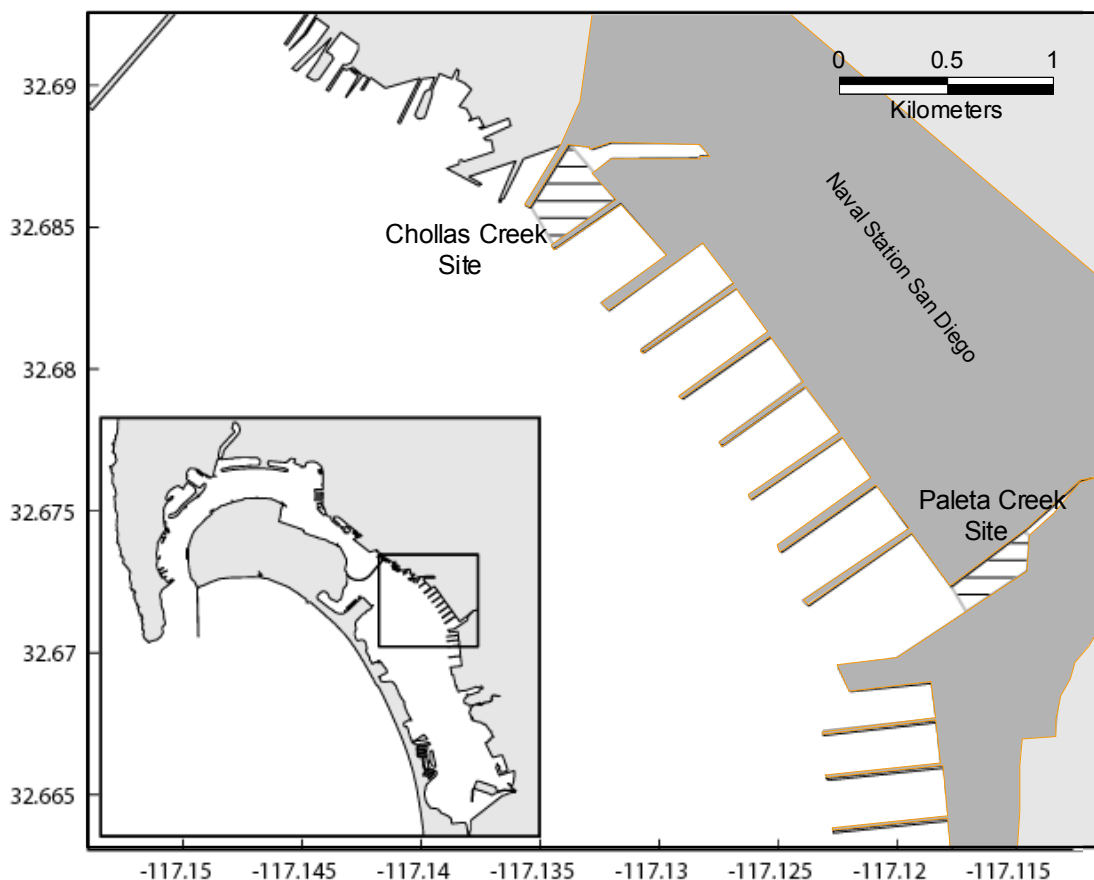 0 0.5 1
Kilometers
32.69
32.685
32.68
32.675
32.67
32.665
Chollas Creek
Site
Naval Station San Diego
Paleta Creek
Site
-117.15 -117.145 -117.14 -117.135 -117.13 -117.125 -117.12 -117.115